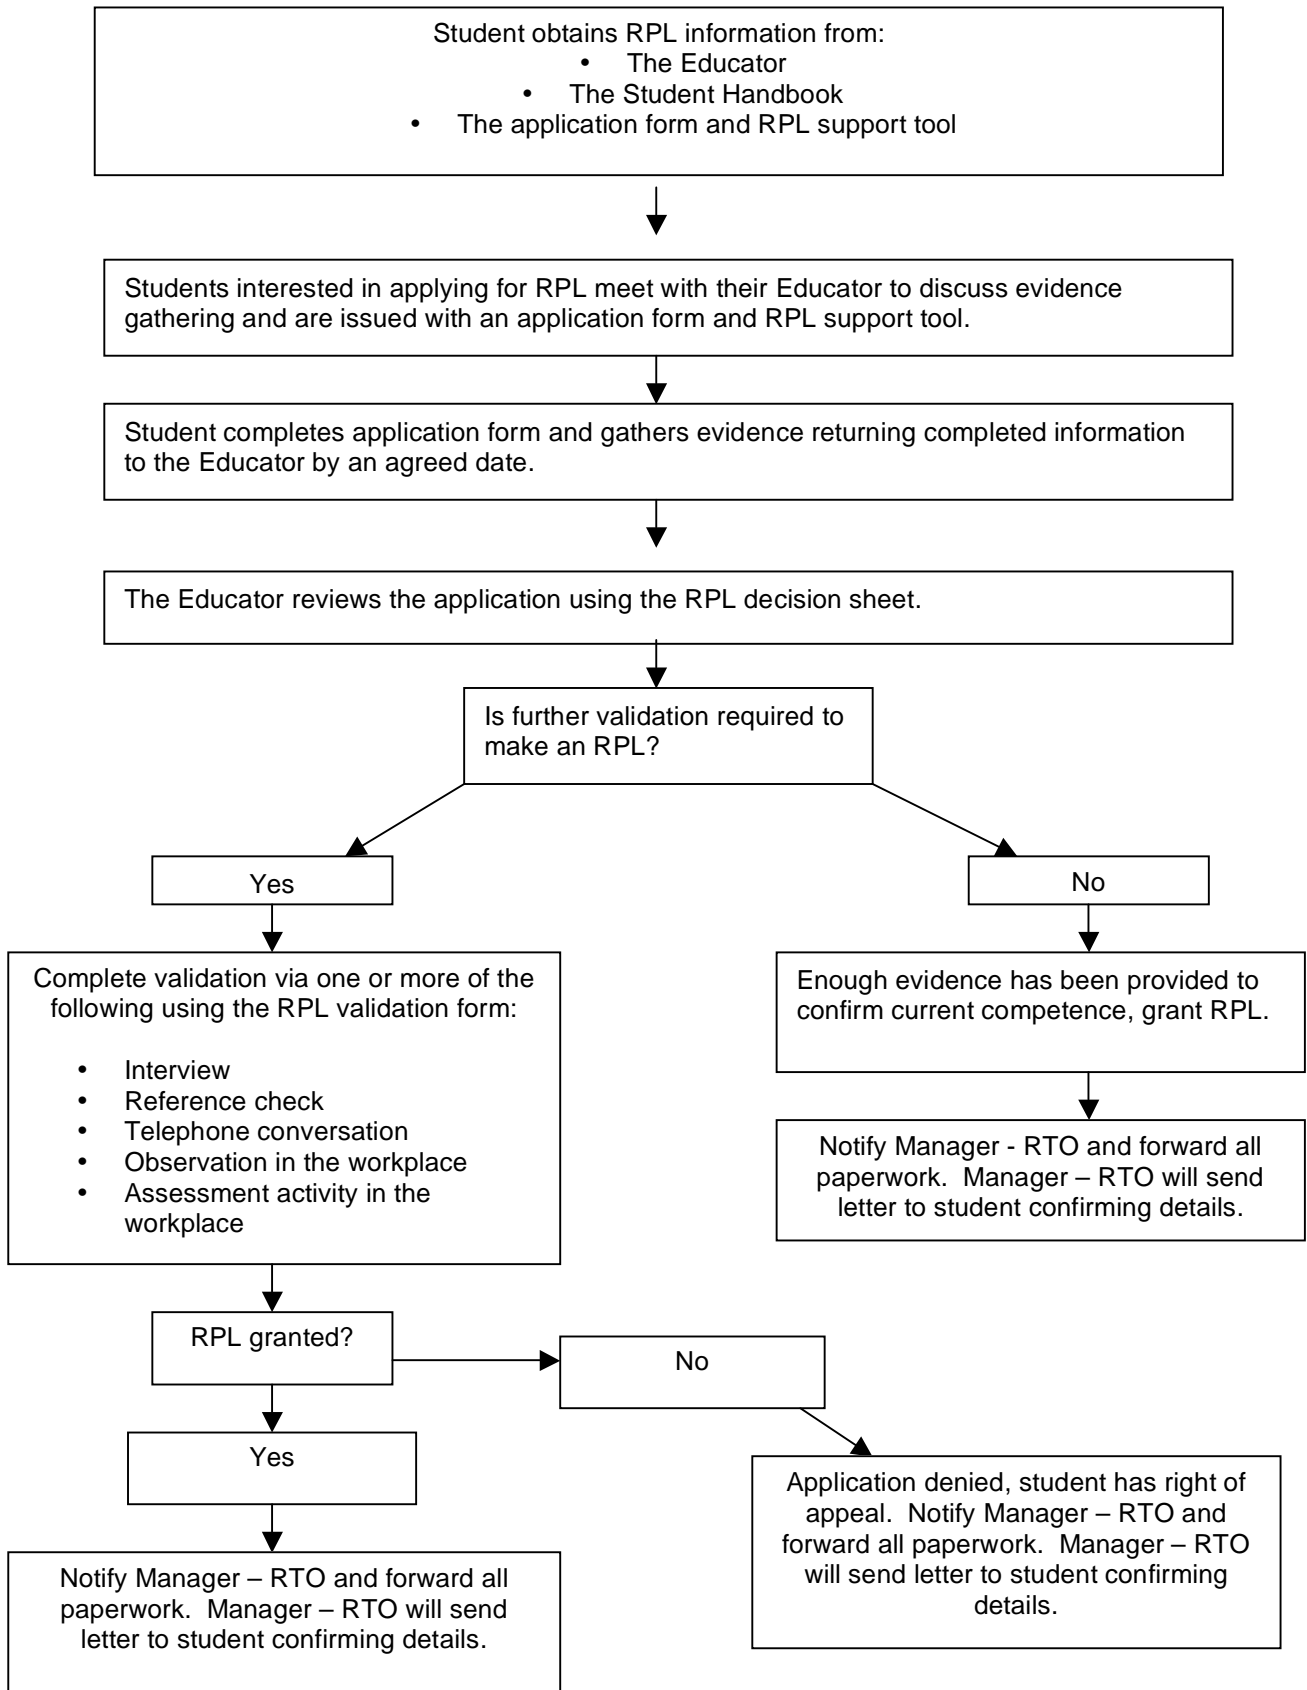 Student obtains RPL information from:
• The Educator
• The Student Handbook
• The application form and RPL support tool
Students interested in applying for RPL meet with their Educator to discuss evidence
gathering and are issued with an application form and RPL support tool.
Student completes application form and gathers evidence returning completed information
to the Educator by an agreed date.
The Educator reviews the application using the RPL decision sheet.
Is further validation required to
make an RPL?
Yes
No
Complete validation via one or more of the
following using the RPL validation form:
• Interview
• Reference check
• Telephone conversation
• Observation in the workplace
• Assessment activity in the
workplace
Enough evidence has been provided to
confirm current competence, grant RPL.
Notify Manager - RTO and forward all
paperwork.  Manager – RTO will send
letter to student confirming details.
RPL granted?
No
Yes
Application denied, student has right of
appeal.  Notify Manager – RTO and
forward all paperwork.  Manager – RTO
will send letter to student confirming
details.
Notify Manager – RTO and forward all
paperwork.  Manager – RTO will send
letter to student confirming details.